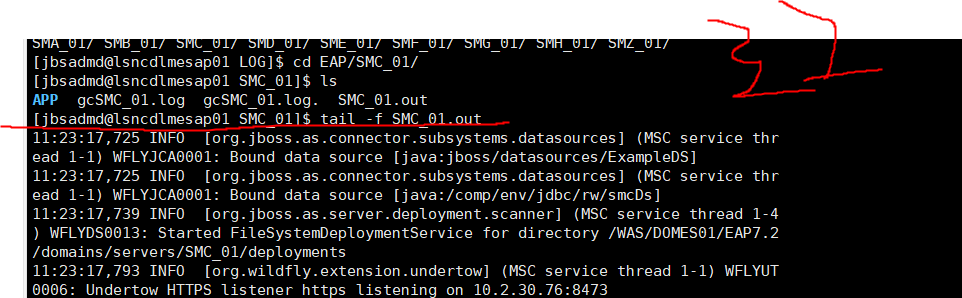 SMA_01/ SMB_01/ SMC_01/ SMD_01/ SME_01/ SMF_01/ SMG_01/ SMH_01/ SMZ_01/
[jbsadmd@lsncdlmesap01 LOG]$ cd EAP/SMC_01/
[jbsadmd@lsncdlmesap01 SMC_01]$ ls
APP  gcSMC_01.log  gcSMC_01.log.  SMC_01.out
[jbsadmd@lsncdlmesap01 SMC_01]$ tail -f SMC_01.out
11:23:17,725 INFO  [org.jboss.as.connector.subsystems.datasources] (MSC service thr
ead 1-1) WFLYJCA0001: Bound data source [java:jboss/datasources/ExampleDS]
11:23:17,725 INFO  [org.jboss.as.connector.subsystems.datasources] (MSC service thr
ead 1-1) WFLYJCA0001: Bound data source [java:/comp/env/jdbc/rw/smcDs]
11:23:17,739 INFO  [org.jboss.as.server.deployment.scanner] (MSC service thread 1-4
) WFLYDS0013: Started FileSystemDeploymentService for directory /WAS/DOMES01/EAP7.2
/domains/servers/SMC_01/deployments
11:23:17,793 INFO  [org.wildfly.extension.undertow] (MSC service thread 1-1) WFLYUT
0006: Undertow HTTPS listener https listening on 10.2.30.76:8473